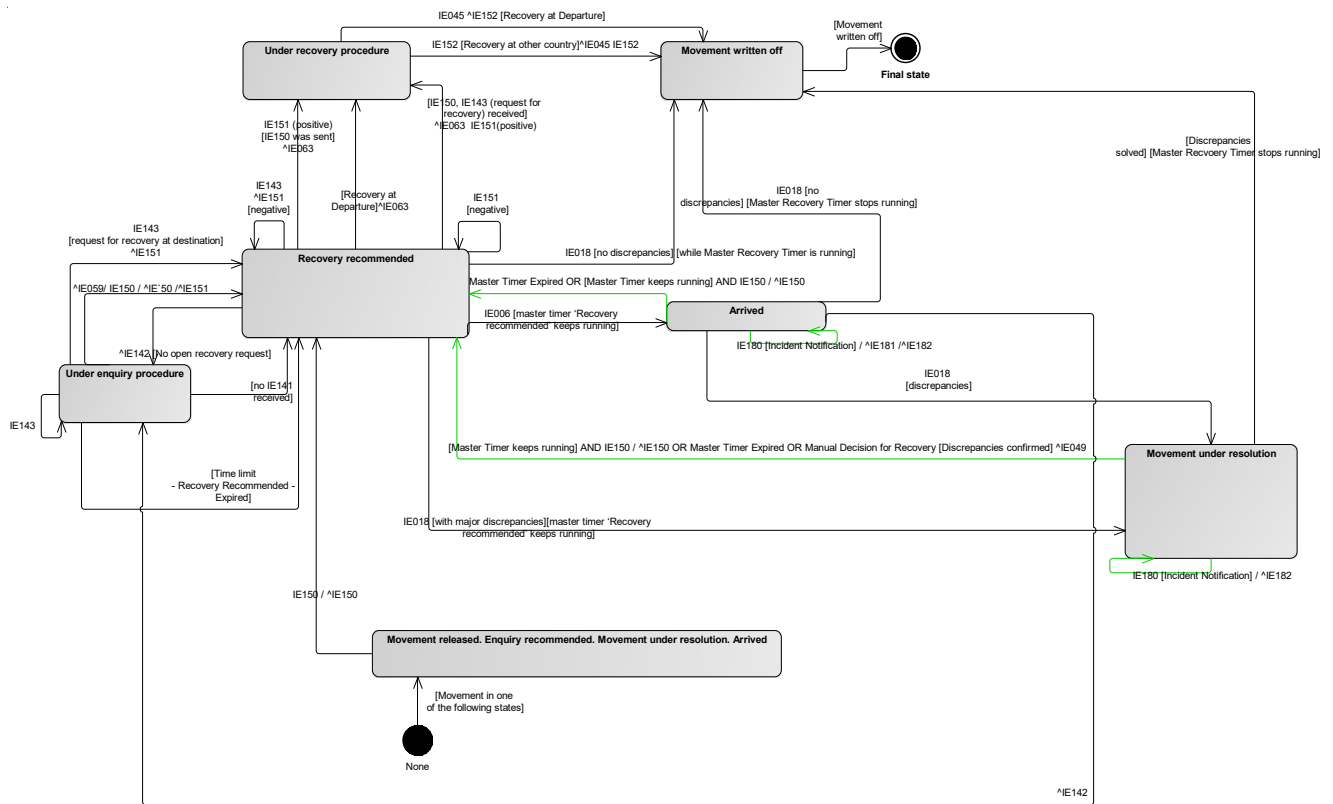 IE045 ^IE152 [Recovery at Departure]
Under recovery procedure
IE152 [Recovery at other country]^IE045 IE152
Movement written off
[Movement
written off]
Final state
[IE150, IE143 (request for
recovery) received]
^IE063 IE151(positive)
IE151 (positive)
[IE150 was sent]
^IE063
[Discrepancies
solved] [Master Recvoery Timer stops running]
IE143
^IE151
[negative]
[Recovery at
Departure]^IE063
IE151
[negative]
IE018 [no
discrepancies] [Master Recovery Timer stops running]
IE143
[request for recovery at destination]
^IE151
Recovery recommended
IE018 [no discrepancies] [while Master Recovery Timer is running]
^IE059/ IE150 / ^IE`50 /^IE151
Master Timer Expired OR [Master Timer keeps running] AND IE150 / ^IE150
Arrived
IE006 [master timer ‘Recovery
recommended’ keeps running]
IE180 [Incident Notification] / ^IE181 /^IE182
^IE142 [No open recovery request]
Under enquiry procedure
[no IE141
received]
IE018
[discrepancies]
IE143
[Master Timer keeps running] AND IE150 / ^IE150 OR Master Timer Expired OR Manual Decision for Recovery [Discrepancies confirmed] ^IE049
Movement under resolution
[Time limit
- Recovery Recommended -
Expired]
IE018 [with major discrepancies][master timer ‘Recovery
recommended’ keeps running]
IE180 [Incident Notification] / ^IE182
IE150 / ^IE150
Movement released. Enquiry recommended. Movement under resolution. Arrived
[Movement in one
of the following states]
None
^IE142